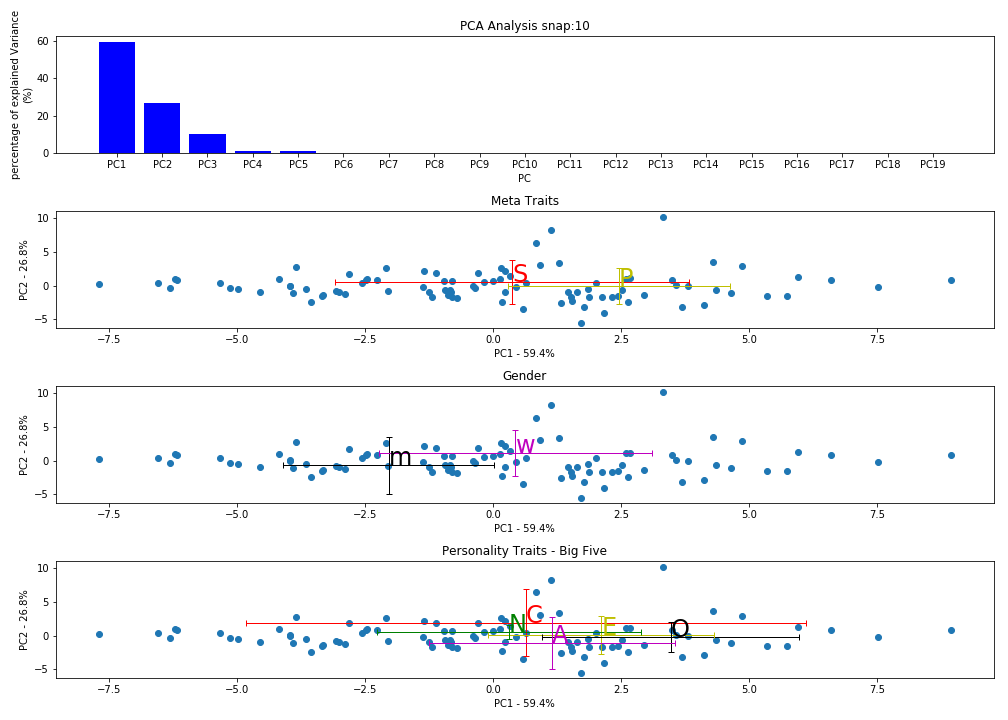 PCA Analysis snap:10
percentage of explained Variance
(%)
60
40
20
0
PC1 PC2 PC3 PC4 PC5 PC6 PC7 PC8 PC9 PC10 PC11 PC12 PC13 PC14 PC15 PC16 PC17 PC18 PC19
PC
Meta Traits
PC2 - 26.8%
10
5
0
−5
S P
−7.5 −5.0 −2.5 0.0 2.5 5.0 7.5
PC1 - 59.4%
Gender
PC2 - 26.8%
10
5
0
−5
m w
−7.5 −5.0 −2.5 0.0 2.5 5.0 7.5
PC1 - 59.4%
Personality Traits - Big Five
PC2 - 26.8%
10
5
0
−5
N C A E O
−7.5 −5.0 −2.5 0.0 2.5 5.0 7.5
PC1 - 59.4%